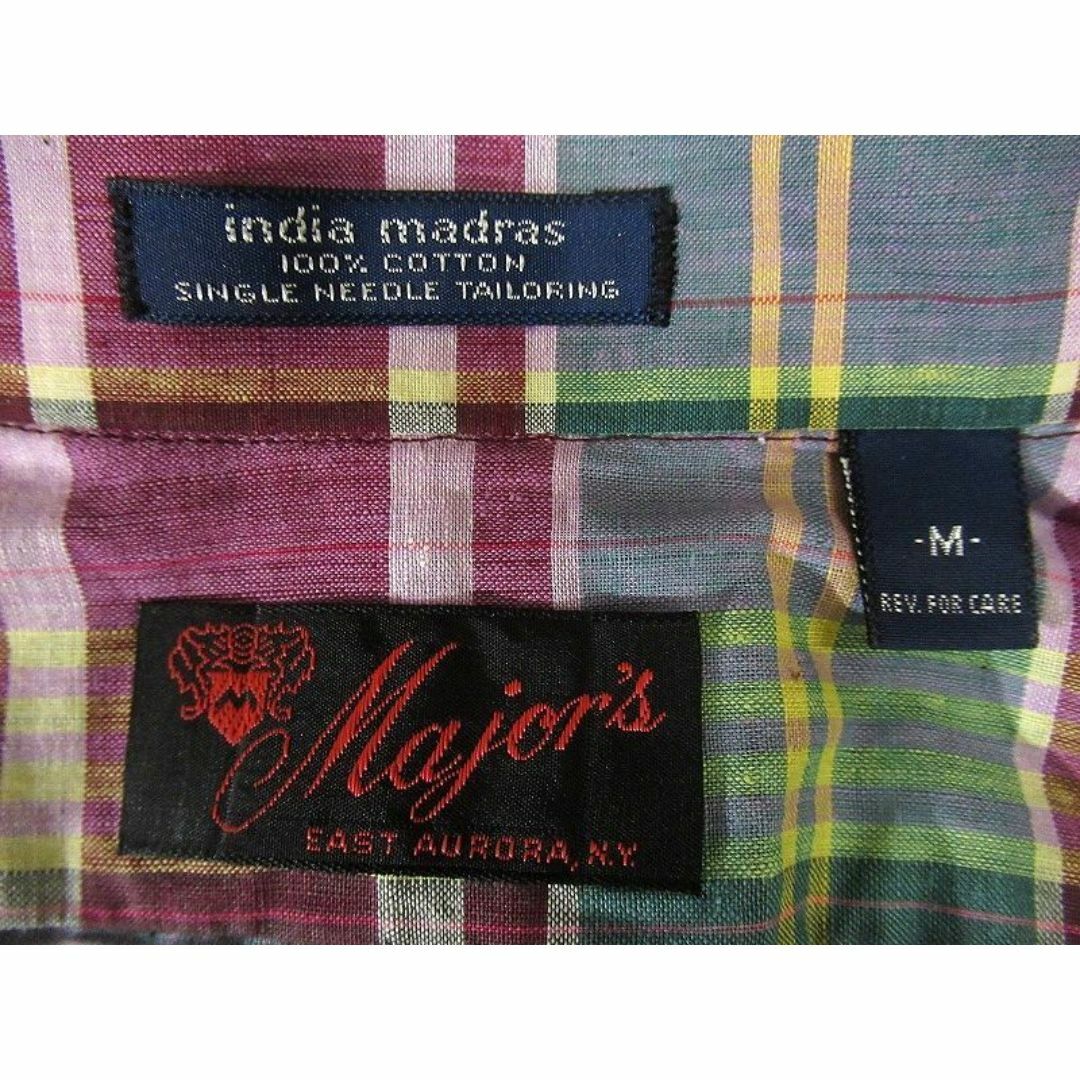 india madras
100% COTTON
SINGLE NEEDLE TAILORING
-M-
REV. FOR CARE
Major's
EAST AURORA, N.Y.